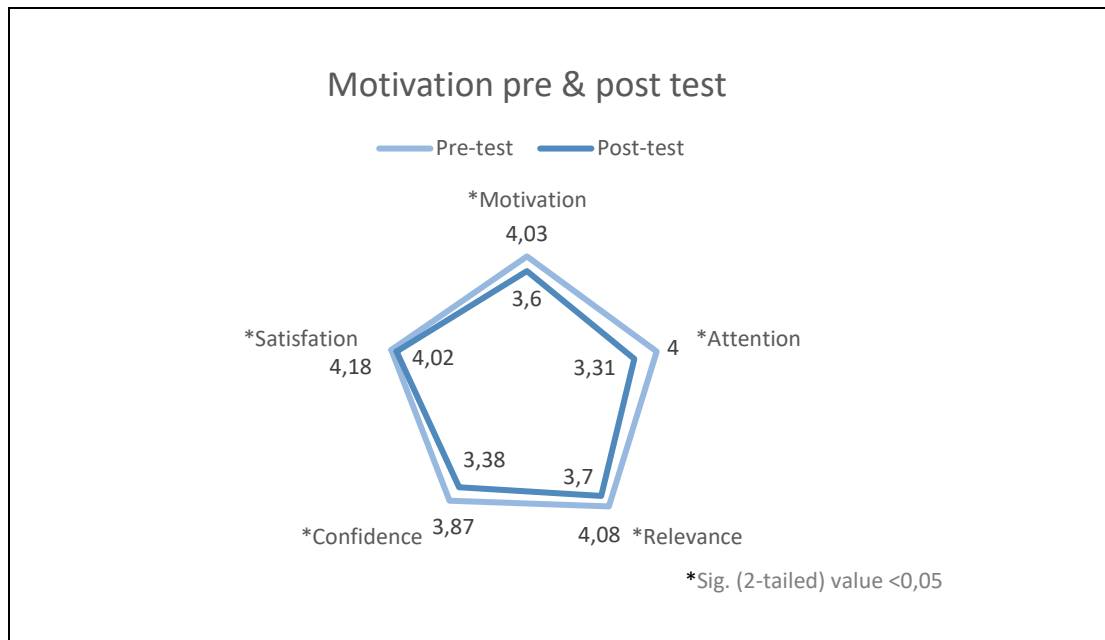 Motivation pre & post test
Pre-test Post-test
*Motivation
4,03
3,6
*Satisfation
4,18
4,02
*Attention
4
3,31
3,38
3,7
*Confidence
3,87
4,08
*Relevance
*Sig. (2-tailed) value <0,05